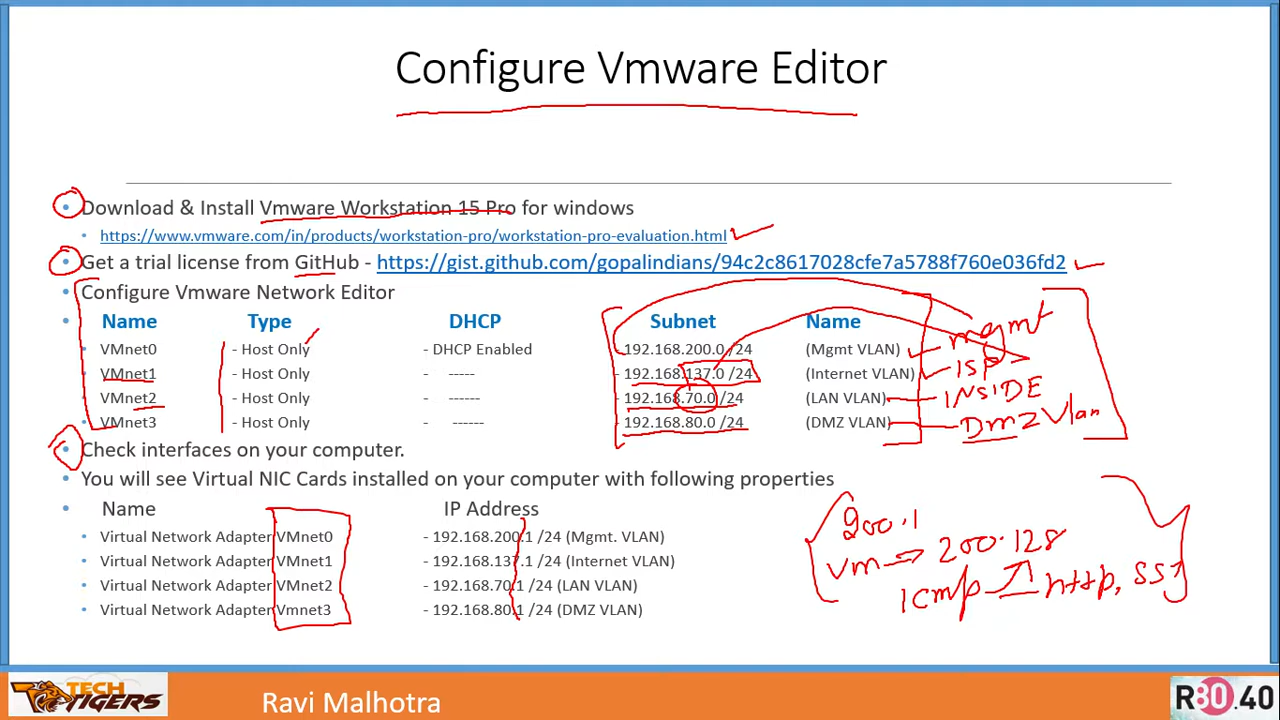 Configure Vmware Editor
Download & Install Vmware Workstation 15 Pro for windows
https://www.vmware.com/in/products/workstation-pro/workstation-pro-evaluation.html
Get a trial license from GitHub - https://gist.github.com/gopalindians/94c2c8617028cfe7a5788f760e036fd2
Configure Vmware Network Editor
Name Type DHCP Subnet Name
VMnet0 - Host Only - DHCP Enabled - 192.168.200.0 /24 (Mgmt VLAN) mgmt
VMnet1 - Host Only - ----- - 192.168.137.0 /24 (Internet VLAN) ISP
VMnet2 - Host Only - ------ - 192.168.70.0 /24 (LAN VLAN) INSIDE
VMnet3 - Host Only - ------ - 192.168.80.0 /24 (DMZ VLAN) DMZ Vlan
Check interfaces on your computer.
You will see Virtual NIC Cards installed on your computer with following properties
Name IP Address
Virtual Network Adapter VMnet0 - 192.168.200.1 /24 (Mgmt. VLAN)
Virtual Network Adapter VMnet1 - 192.168.137.1 /24 (Internet VLAN)
Virtual Network Adapter VMnet2 - 192.168.70.1 /24 (LAN VLAN)
Virtual Network Adapter Vmnet3 - 192.168.80.1 /24 (DMZ VLAN)
200.1
vm => 200.128
icmp http,
TECH TIGERS
Ravi Malhotra
R80.40